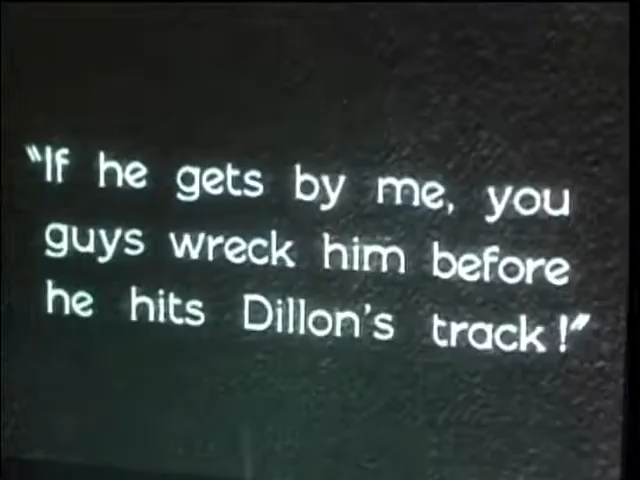 "If he gets by me, you
guys wreck him before
he hits Dillon's track!"